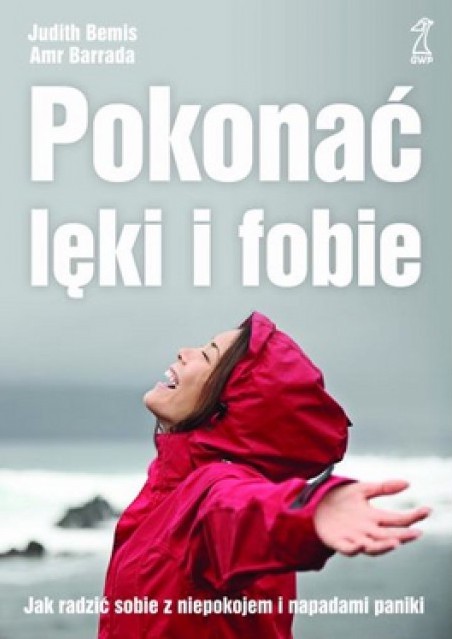 Judith Bemis
Amr Barrada
GWP
Pokonać
lęki i fobie
Jak radzić sobie z niepokojem i napadami paniki